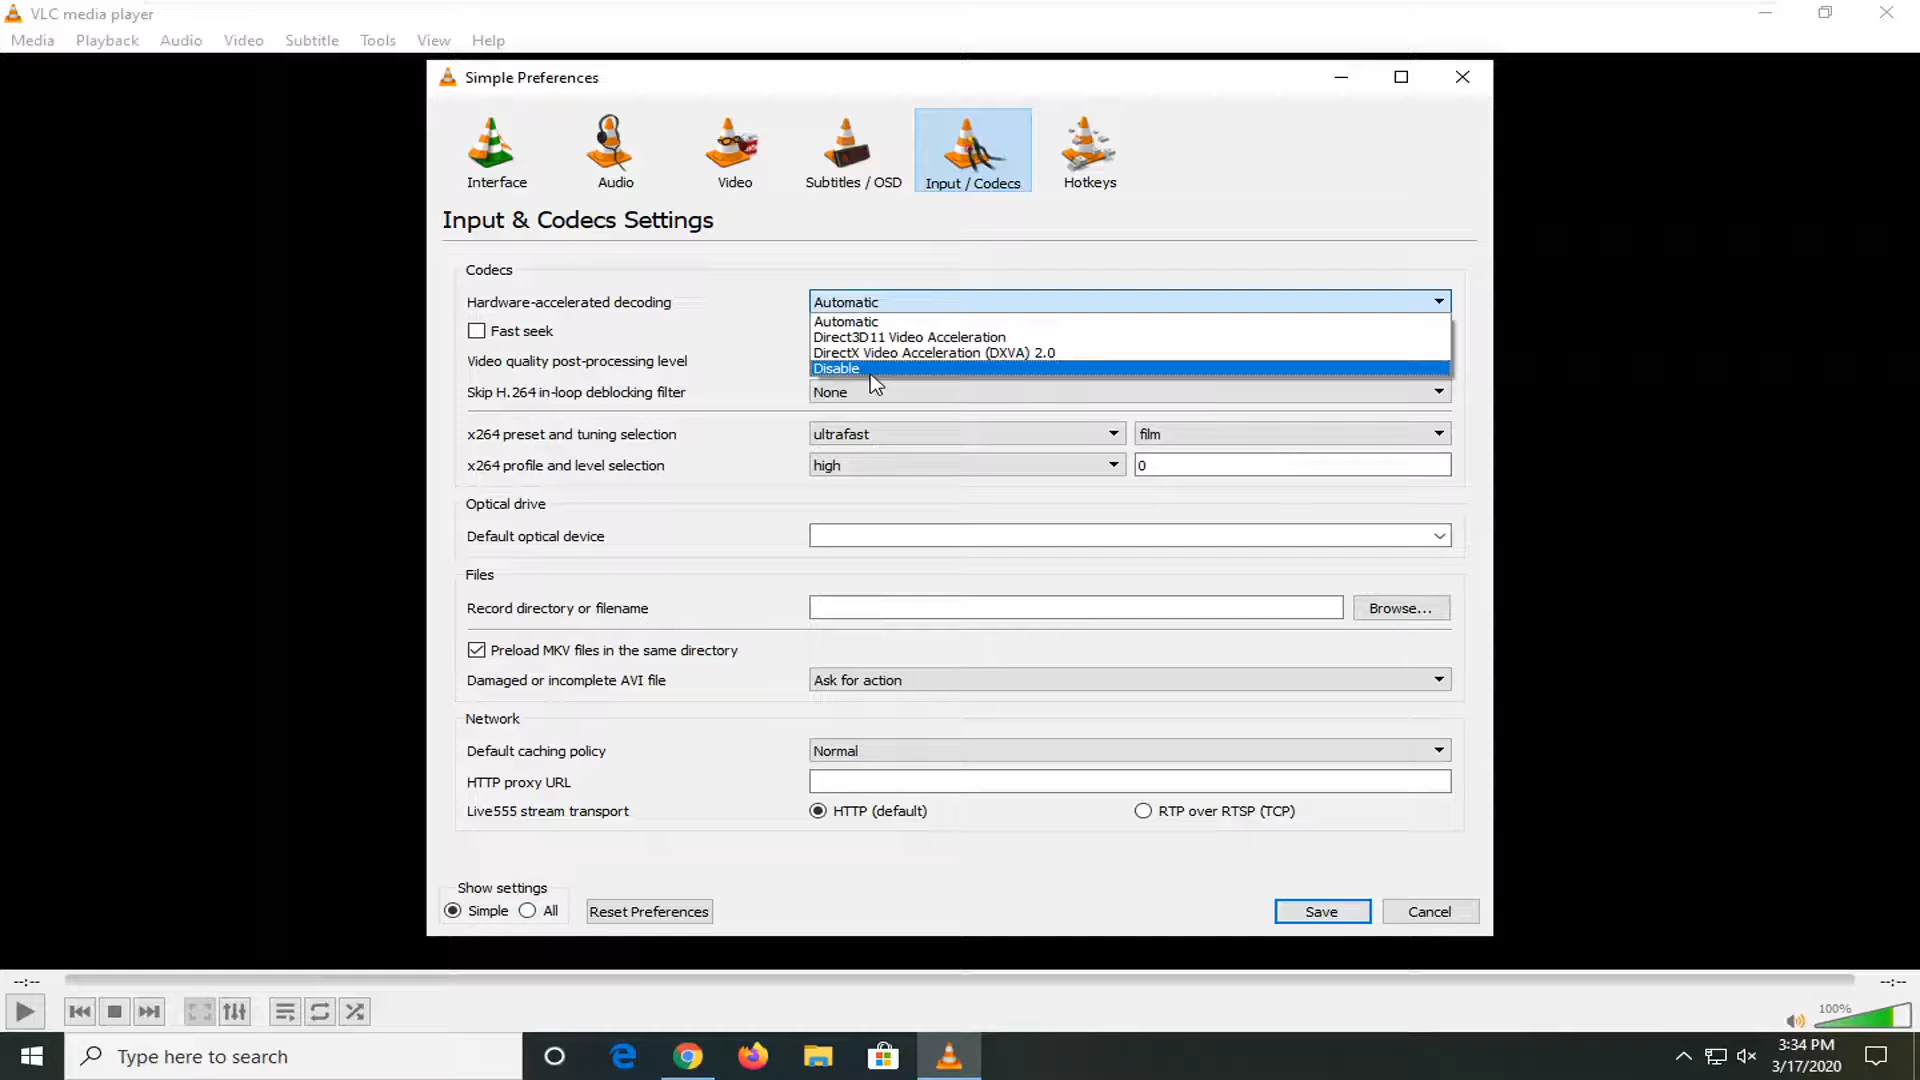 VLC media player
Media Playback Audio Video Subtitle Tools View Help
Simple Preferences
Interface Audio Video Subtitles / OSD Input / Codecs Hotkeys
Input & Codecs Settings
Codecs
Hardware-accelerated decoding Automatic
Automatic
Fast seek Direct3D11 Video Acceleration
DirectX Video Acceleration (DXVA) 2.0
Video quality post-processing level Disable
Skip H.264 in-loop deblocking filter None
x264 preset and tuning selection ultrafast film
x264 profile and level selection high 0
Optical drive
Default optical device
Files
Record directory or filename Browse...
Preload MKV files in the same directory
Damaged or incomplete AVI file Ask for action
Network
Default caching policy Normal
HTTP proxy URL
Live555 stream transport HTTP (default) RTP over RTSP (TCP)
Show settings
Simple All Reset Preferences Save Cancel
--:-- --:--
100%
Type here to search
3:34 PM
3/17/2020